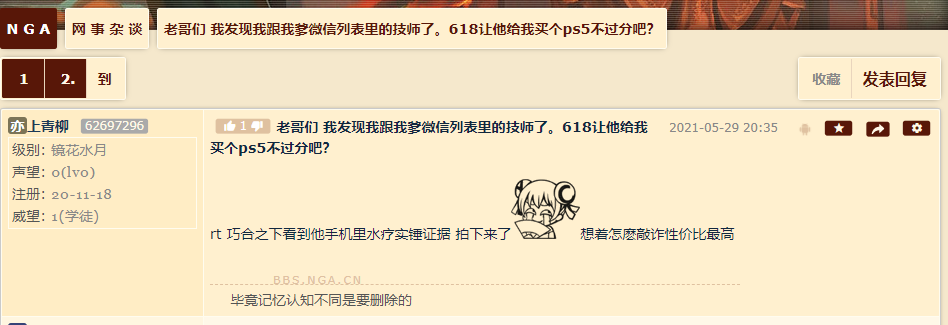 NGA 网事杂谈 老哥们 我发现我跟我爹微信列表里的技师了。618让他给我买个ps5不过分吧?
1 2. 到 收藏 发表回复
亦上青柳 62697296 1 老哥们 我发现我跟我爹微信列表里的技师了。618让他给我 2021-05-29 20:35
买个ps5不过分吧?
级别: 镜花水月
声望: 0(lv0)
注册: 20-11-18
威望: 1(学徒)
rt 巧合之下看到他手机里水疗实锤证据 拍下来了 想着怎麽敲诈性价比最高
BBS.NGA.CN
毕竟记忆认知不同是要删除的